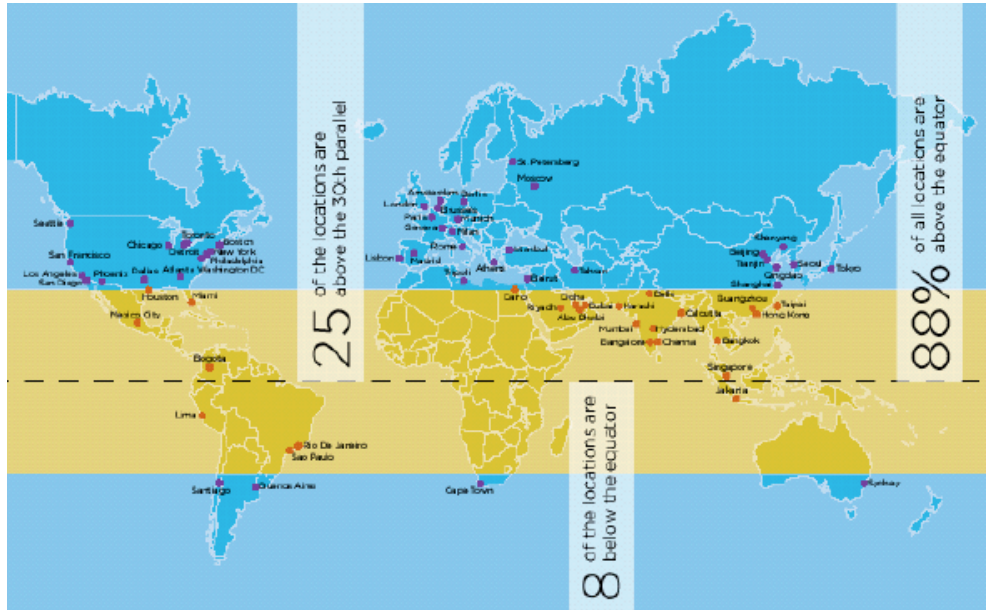 25
of the locations are
above the 30th parallel
88%
of all locations are
above the equator
8
of the locations are
below the equator
Seattle
San Francisco
Los Angeles
San Diego
Phoenix
Dallas
Houston
Chicago
Toronto
Boston
New York
Philadelphia
Washington DC
Atlanta
Miami
Mexico City
Bogota
Lima
Rio De Janeiro
Sao Paulo
Santiago
Buenos Aires
St. Petersberg
Moscow
Amsterdam
Berlin
London
Brussels
Paris
Munich
Geneva
Milan
Rome
Istanbul
Lisbon
Madrid
Athens
Tripoli
Beirut
Tehran
Cairo
Riyadh
Doha
Dubai
Abu Dhabi
Karachi
Delhi
Calcutta
Mumbai
Hyderabad
Bangalore
Shenyang
Beijing
Tianjin
Seoul
Qingdao
Tokyo
Shanghai
Guangzhou
Taipei
Hong Kong
Bangkok
Singapore
Jakarta
Cape Town